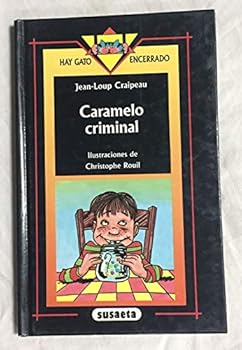 HAY GATO ENCERRADO
Jean-Loup Craipeau
Caramelo
criminal
Ilustraciones de
Christophe Rouil
susaeta